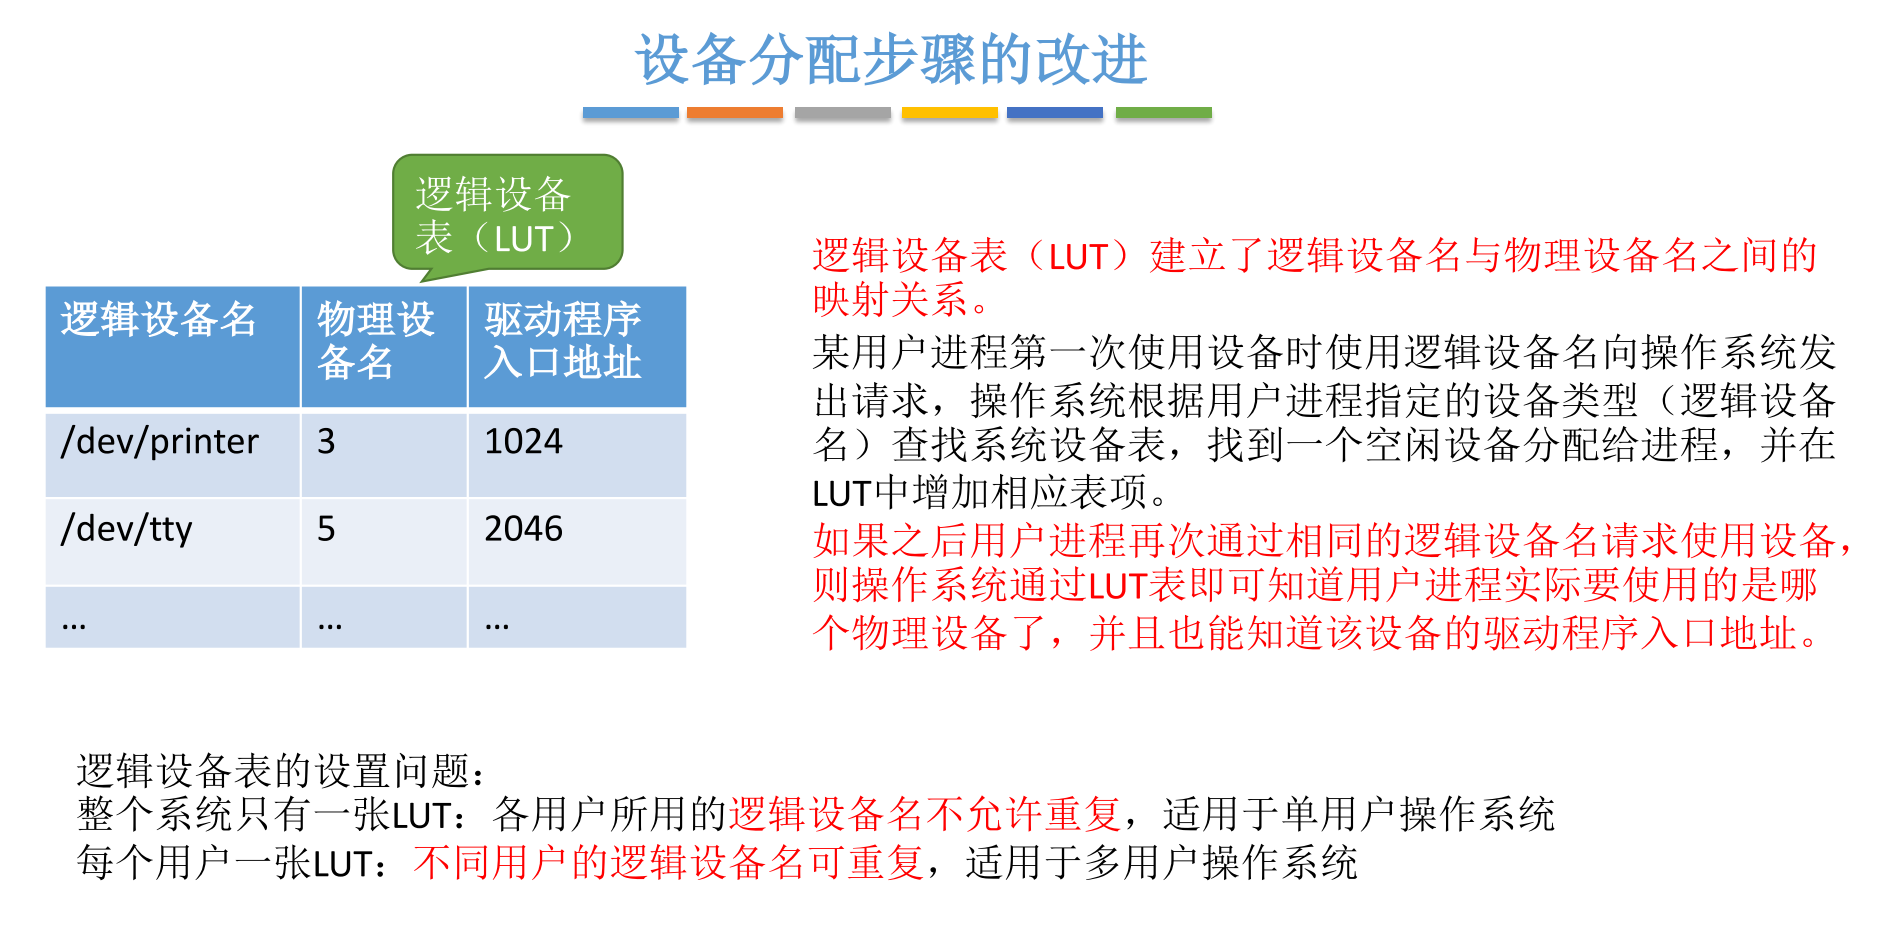 设备分配步骤的改进
逻辑设备
表（LUT）
逻辑设备名 物理设备名 驱动程序入口地址
/dev/printer 3 1024
/dev/tty 5 2046
... ... ...
逻辑设备表（LUT）建立了逻辑设备名与物理设备名之间的
映射关系。
某用户进程第一次使用设备时使用逻辑设备名向操作系统发
出请求，操作系统根据用户进程指定的设备类型（逻辑设备
名）查找系统设备表，找到一个空闲设备分配给进程，并在
LUT中增加相应表项。
如果之后用户进程再次通过相同的逻辑设备名请求使用设备，
则操作系统通过LUT表即可知道用户进程实际要使用的是哪
个物理设备了，并且也能知道该设备的驱动程序入口地址。
逻辑设备表的设置问题：
整个系统只有一张LUT：各用户所用的逻辑设备名不允许重复，适用于单用户操作系统
每个用户一张LUT：不同用户的逻辑设备名可重复，适用于多用户操作系统